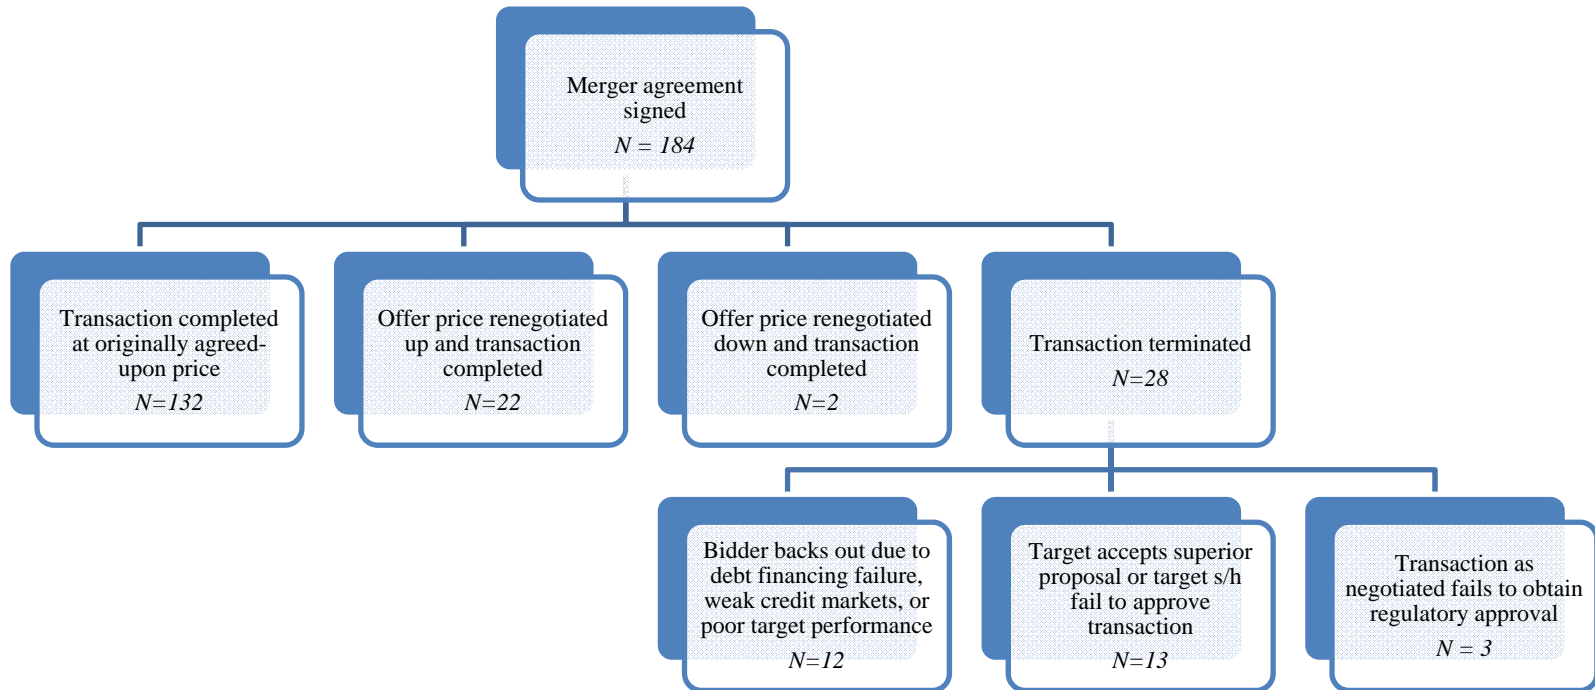 Merger agreement
signed
N = 184
Transaction completed
at originally agreed-
upon price
N=132
Offer price renegotiated
up and transaction
completed
N=22
Offer price renegotiated
down and transaction
completed
N=2
Transaction terminated
N=28
Bidder backs out due to
debt financing failure,
weak credit markets, or
poor target performance
N=12
Target accepts superior
proposal or target s/h
fail to approve
transaction
N=13
Transaction as
negotiated fails to obtain
regulatory approval
N = 3